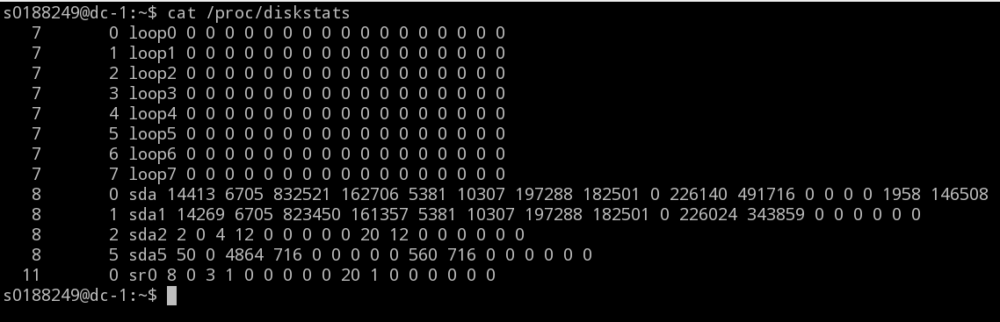 s0188249@dc-1:~$ cat /proc/diskstats
7 0 loop0 0 0 0 0 0 0 0 0 0 0 0 0 0 0 0 0 0
7 1 loop1 0 0 0 0 0 0 0 0 0 0 0 0 0 0 0 0 0
7 2 loop2 0 0 0 0 0 0 0 0 0 0 0 0 0 0 0 0 0
7 3 loop3 0 0 0 0 0 0 0 0 0 0 0 0 0 0 0 0 0
7 4 loop4 0 0 0 0 0 0 0 0 0 0 0 0 0 0 0 0 0
7 5 loop5 0 0 0 0 0 0 0 0 0 0 0 0 0 0 0 0 0
7 6 loop6 0 0 0 0 0 0 0 0 0 0 0 0 0 0 0 0 0
7 7 loop7 0 0 0 0 0 0 0 0 0 0 0 0 0 0 0 0 0
8 0 sda 14413 6705 832521 162706 5381 10307 197288 182501 0 226140 491716 0 0 0 0 1958 146508
8 1 sda1 14269 6705 823450 161357 5381 10307 197288 182501 0 226024 343859 0 0 0 0 0 0
8 2 sda2 2 0 4 12 0 0 0 0 0 20 12 0 0 0 0 0 0
8 5 sda5 50 0 4864 716 0 0 0 0 0 560 716 0 0 0 0 0 0
11 0 sr0 8 0 3 1 0 0 0 0 0 20 1 0 0 0 0 0 0
s0188249@dc-1:~$